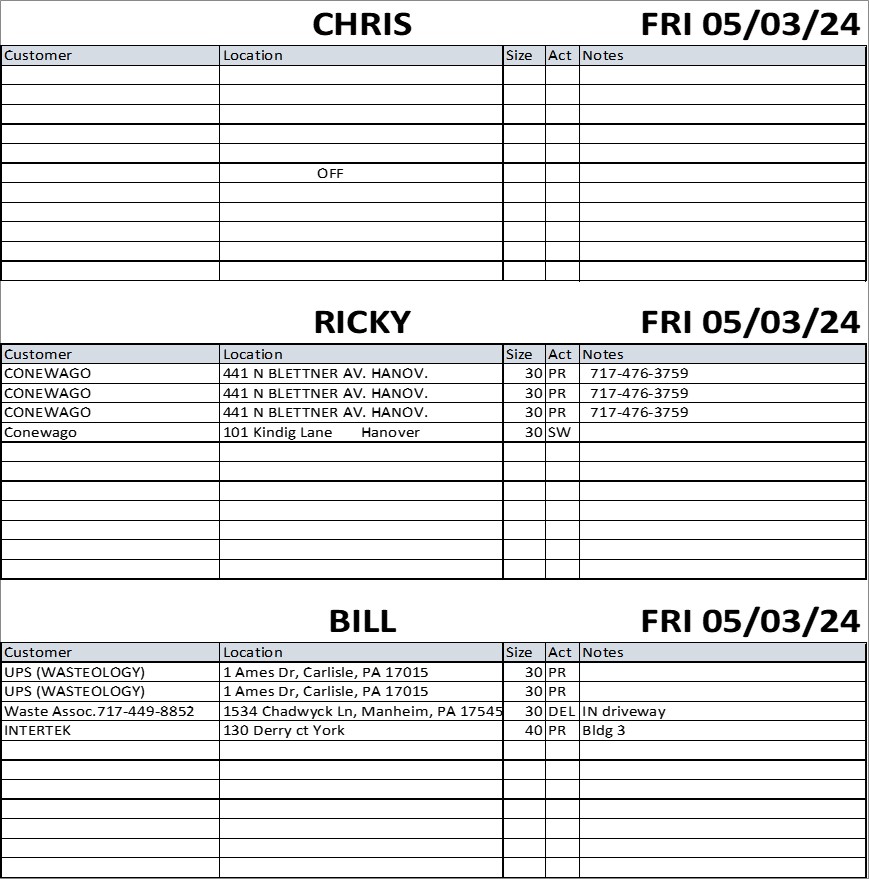 CHRIS FRI 05/03/24
Customer Location Size Act Notes
OFF
RICKY FRI 05/03/24
Customer Location Size Act Notes
CONEWAGO 441 N BLETTNER AV. HANOV. 30 PR 717-476-3759
CONEWAGO 441 N BLETTNER AV. HANOV. 30 PR 717-476-3759
CONEWAGO 441 N BLETTNER AV. HANOV. 30 PR 717-476-3759
Conewago 101 Kindig Lane Hanover 30 SW
BILL FRI 05/03/24
Customer Location Size Act Notes
UPS (WASTEOLOGY) 1 Ames Dr, Carlisle, PA 17015 30 PR
UPS (WASTEOLOGY) 1 Ames Dr, Carlisle, PA 17015 30 PR
Waste Assoc.717-449-8852 1534 Chadwyck Ln, Manheim, PA 17545 30 DEL IN driveway
INTERTEK 130 Derry ct York 40 PR Bldg 3